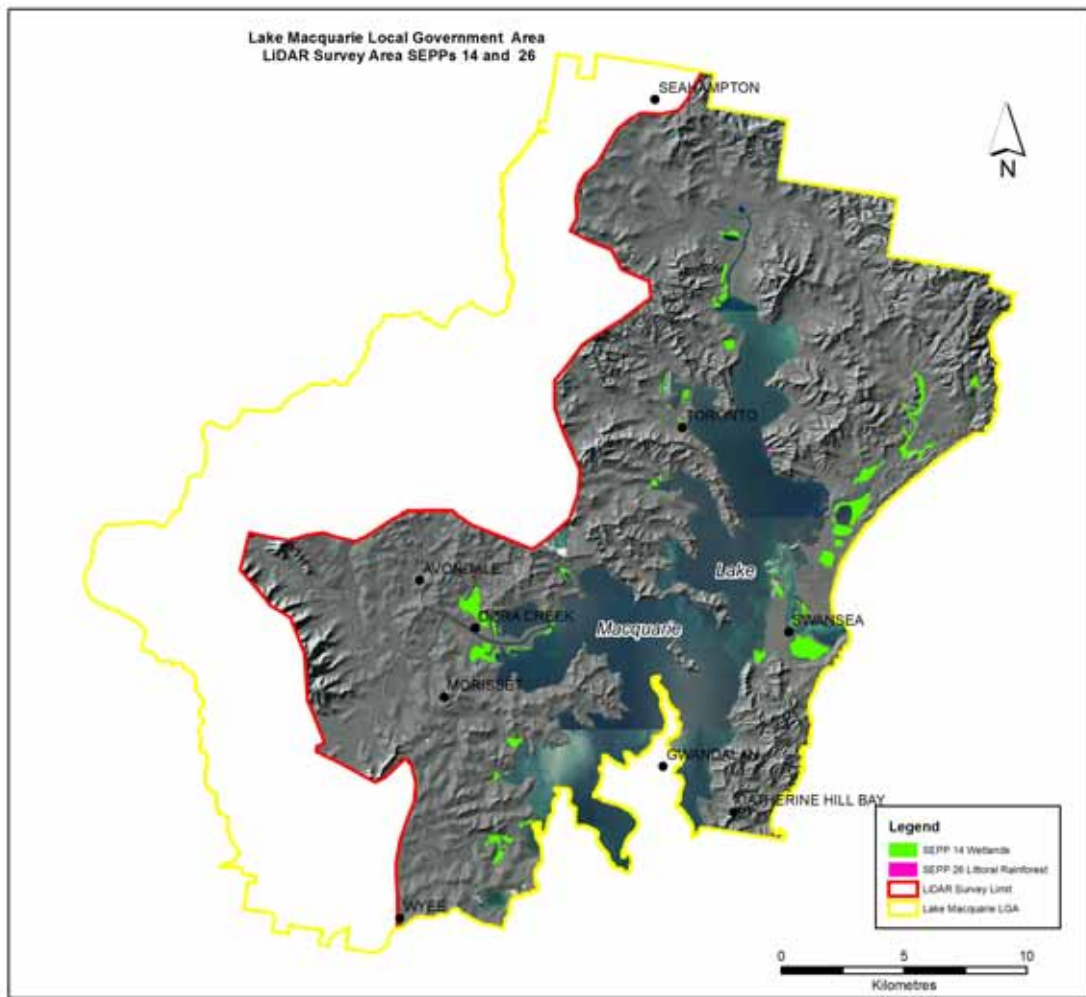 Lake Macquarie Local Government Area
LiDAR Survey Area SEPPs 14 and 26
SEAHAMPTON
N
TORONTO
AVONDALE
Lake
DORA CREEK
Macquarie
SWANSEA
MORISSET
GWANDALAN
CATHERINE HILL BAY
WYEE
Legend
SEPP 14 Wetlands
SEPP 26 Littoral Rainforest
LiDAR Survey Limit
Lake Macquarie LGA
0 5 10
Kilometres